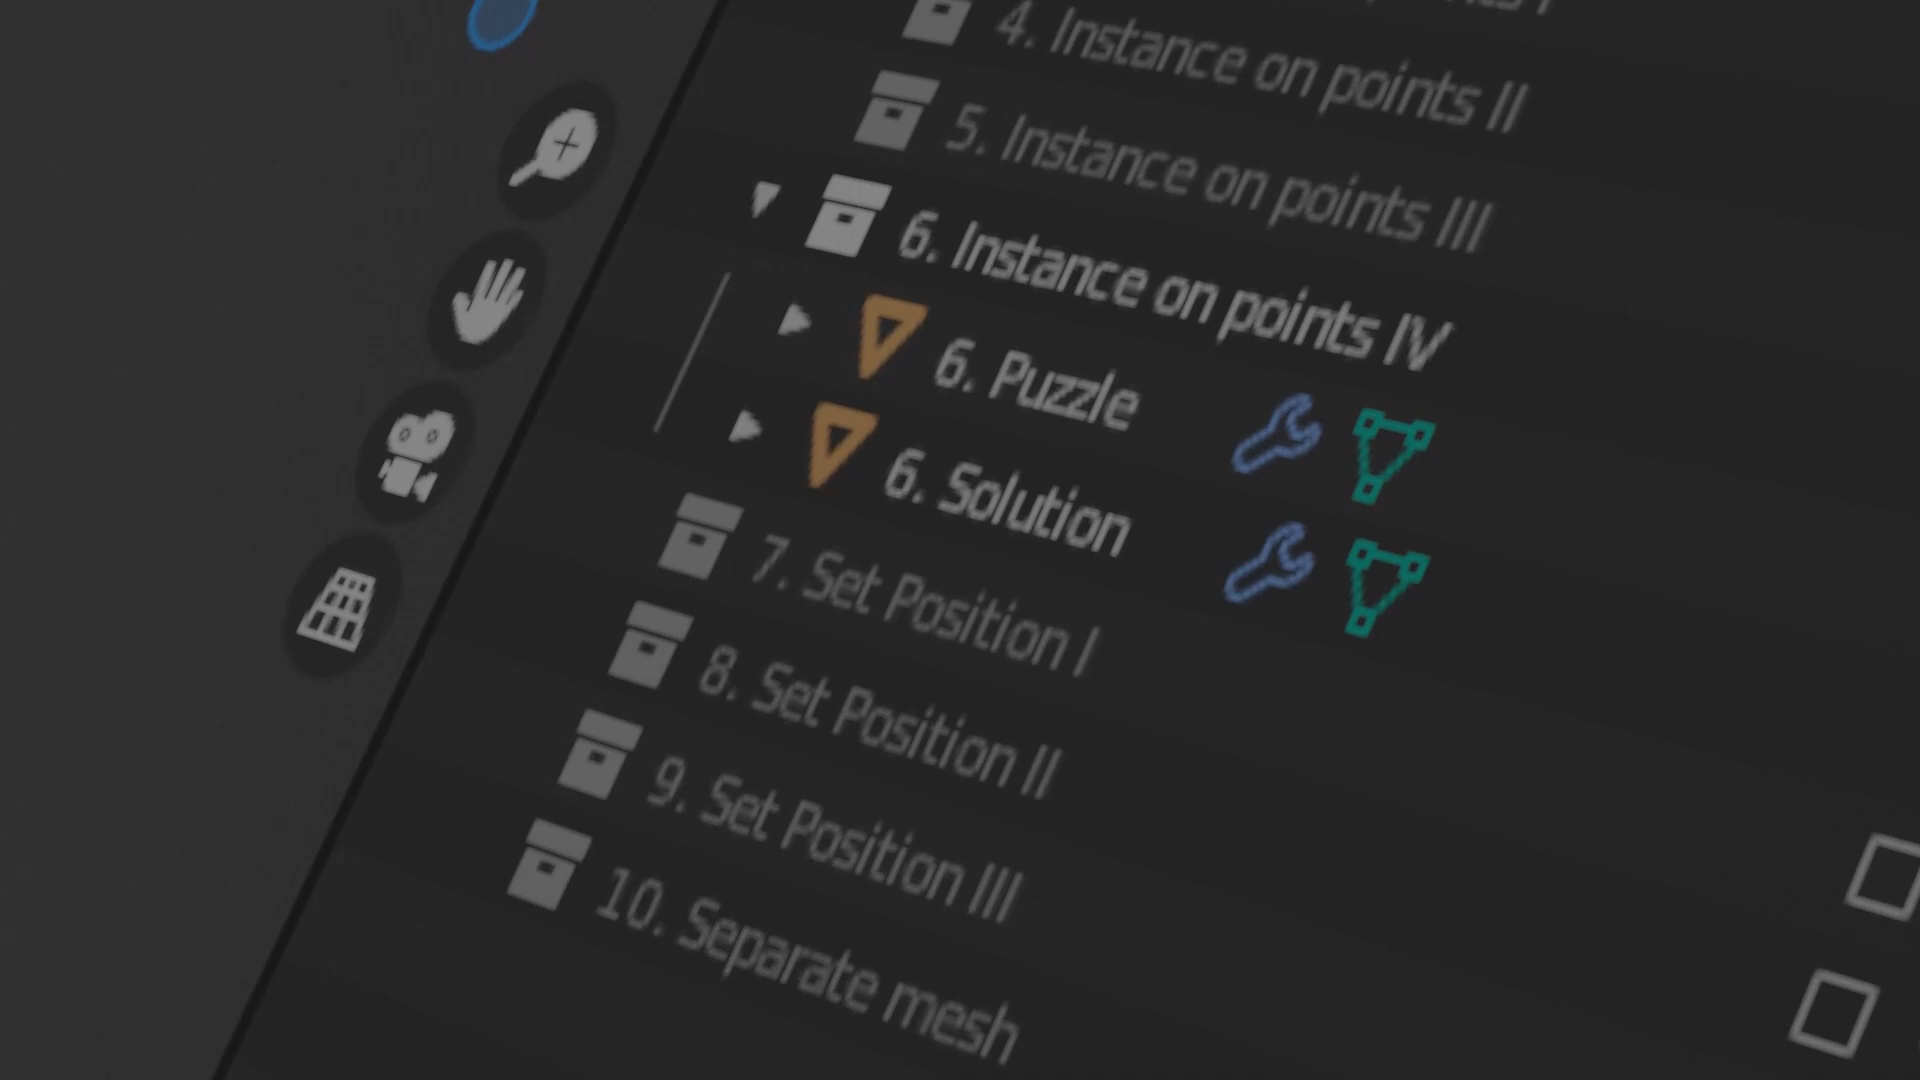 4. Instance on points II
5. Instance on points III
6. Instance on points IV
6. Puzzle
6. Solution
7. Set Position I
8. Set Position II
9. Set Position III
10. Separate mesh